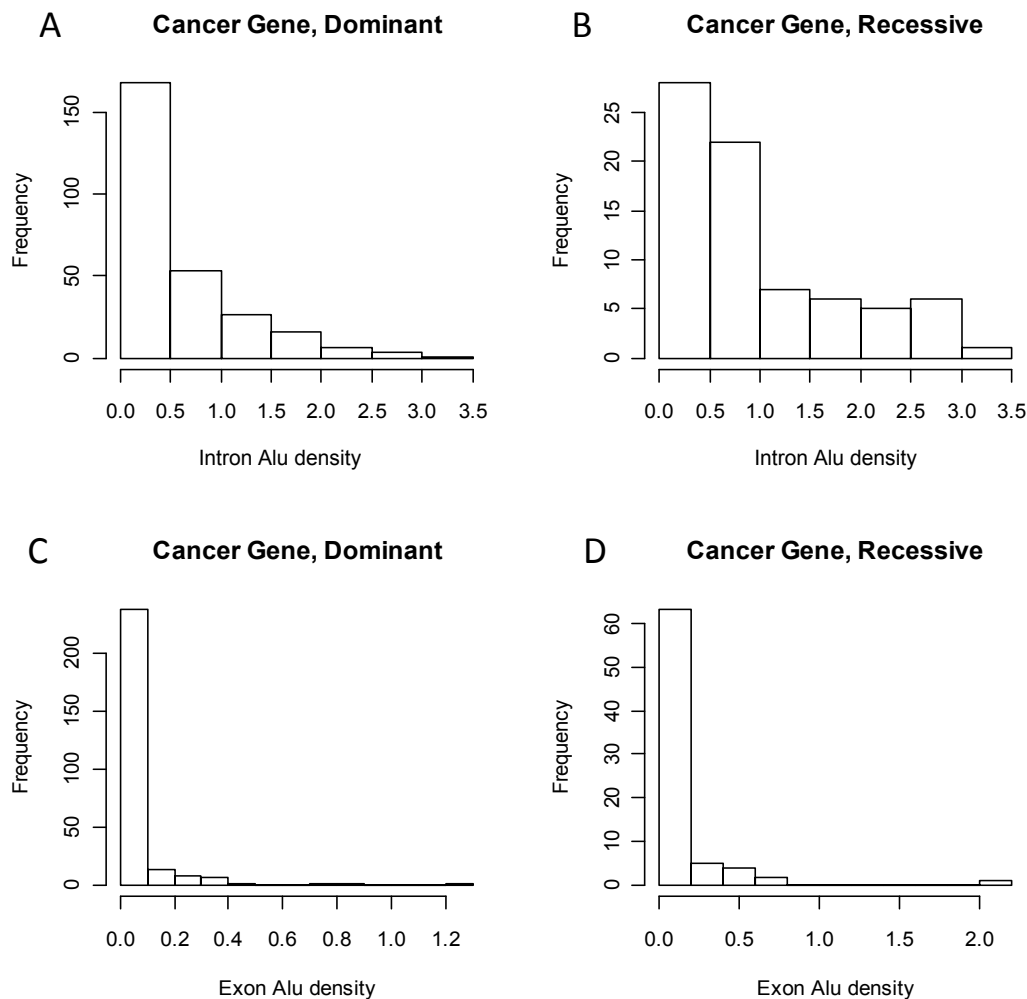 A
Cancer Gene, Dominant
Frequency
0 50 100 150
0.0 0.5 1.0 1.5 2.0 2.5 3.0 3.5
Intron Alu density
B
Cancer Gene, Recessive
Frequency
0 5 10 15 20 25
0.0 0.5 1.0 1.5 2.0 2.5 3.0 3.5
Intron Alu density
C
Cancer Gene, Dominant
Frequency
0 50 100 150 200
0.0 0.2 0.4 0.6 0.8 1.0 1.2
Exon Alu density
D
Cancer Gene, Recessive
Frequency
0 10 20 30 40 50 60
0.0 0.5 1.0 1.5 2.0
Exon Alu density